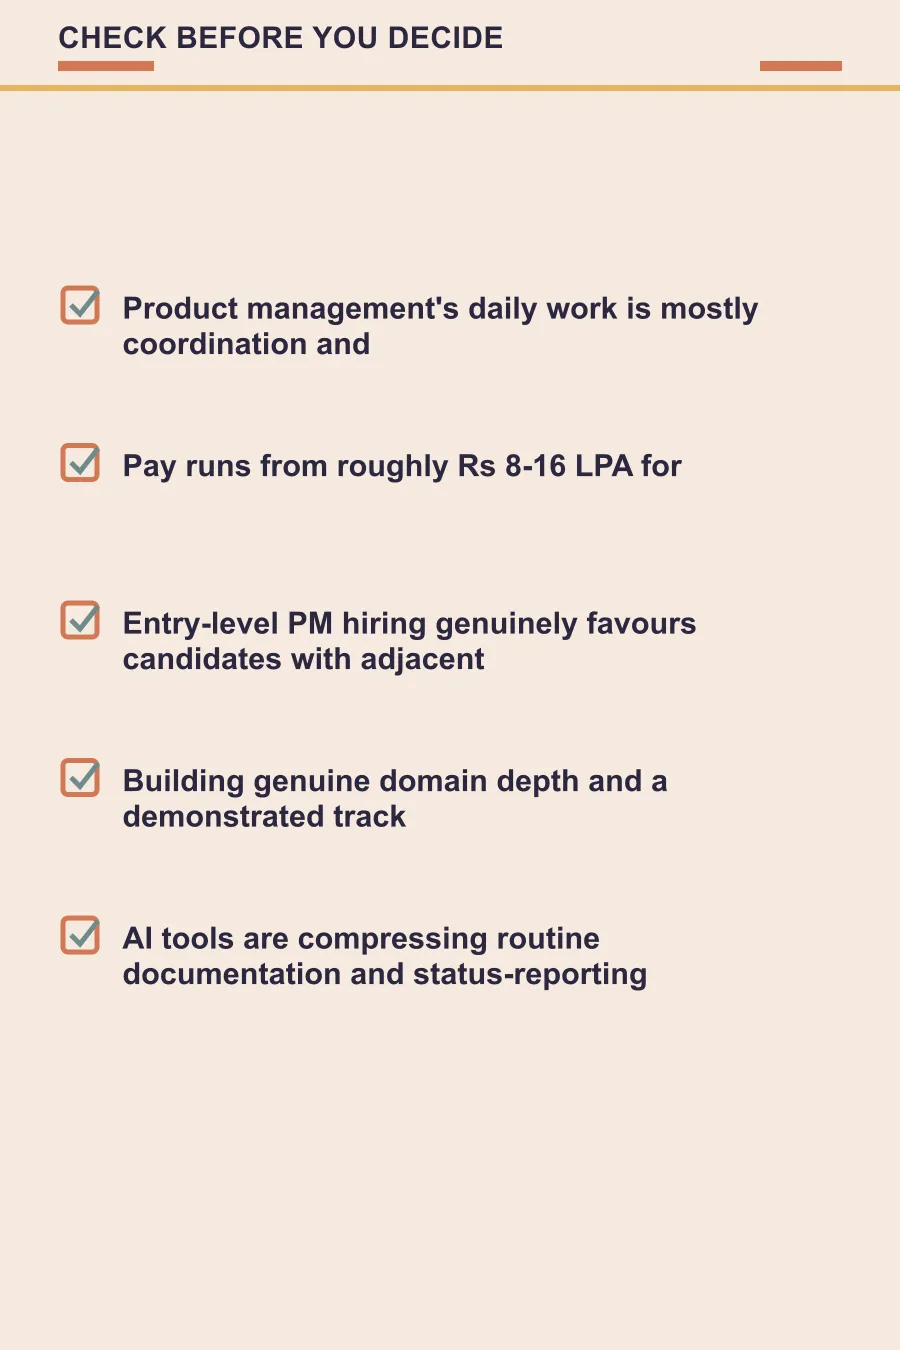 CHECK BEFORE YOU DECIDE
Product management's daily work is mostly
coordination and
Pay runs from roughly Rs 8-16 LPA for
Entry-level PM hiring genuinely favours
candidates with adjacent
Building genuine domain depth and a
demonstrated track
AI tools are compressing routine
documentation and status-reporting